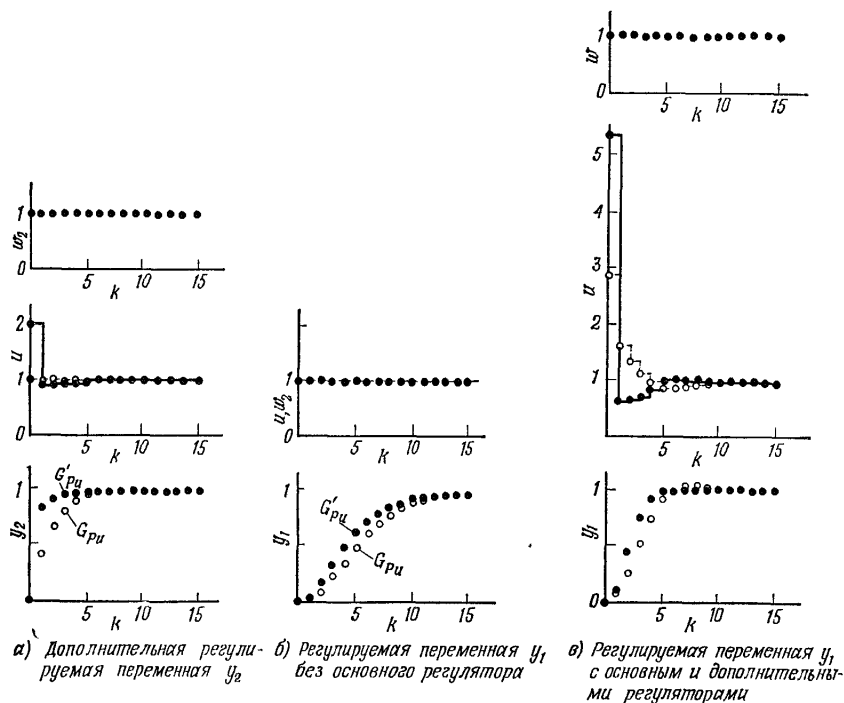 1
w₂
0
5
10
15
k
2
1
u
0
5
10
15
k
1
G'ₚᵤ
Gₚᵤ
y₂
0
5
10
15
k
а) Дополнительная регули-
руемая переменная y₂
1
u, w₂
0
5
10
15
k
1
G'ₚᵤ
Gₚᵤ
y₁
0
5
10
15
k
б) Регулируемая переменная y₁
без основного регулятора
1
w
0
5
10
15
k
5
4
3
u
2
1
5
10
15
k
1
y₁
0
5
10
15
k
в) Регулируемая переменная y₁
с основным и дополнительны-
ми регуляторами